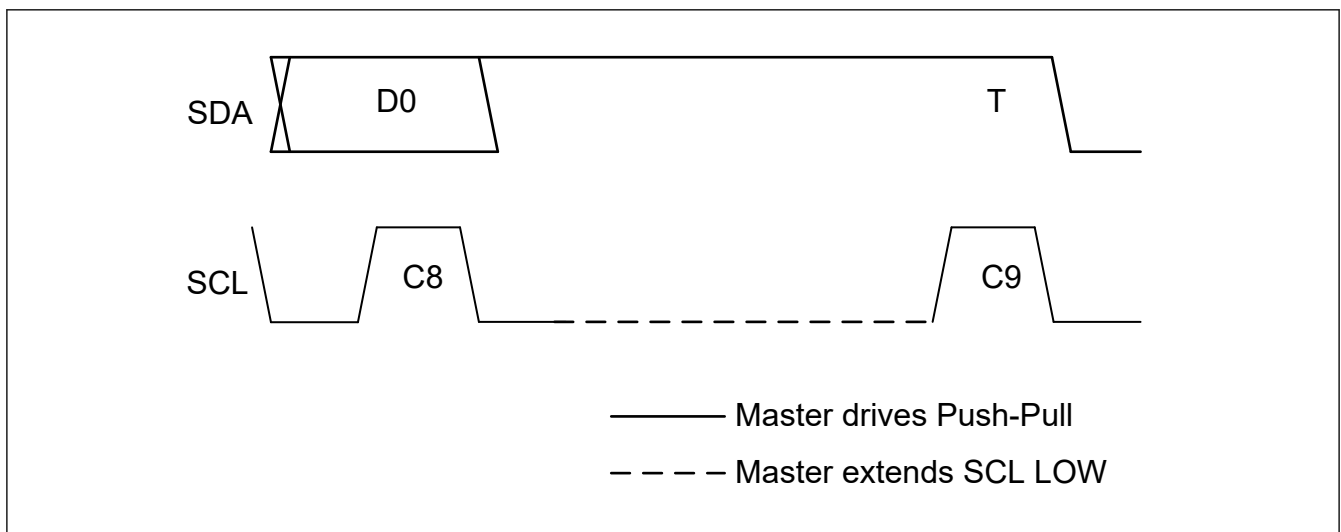 SDA
D0
T
SCL
C8
C9
Master drives Push-Pull
Master extends SCL LOW